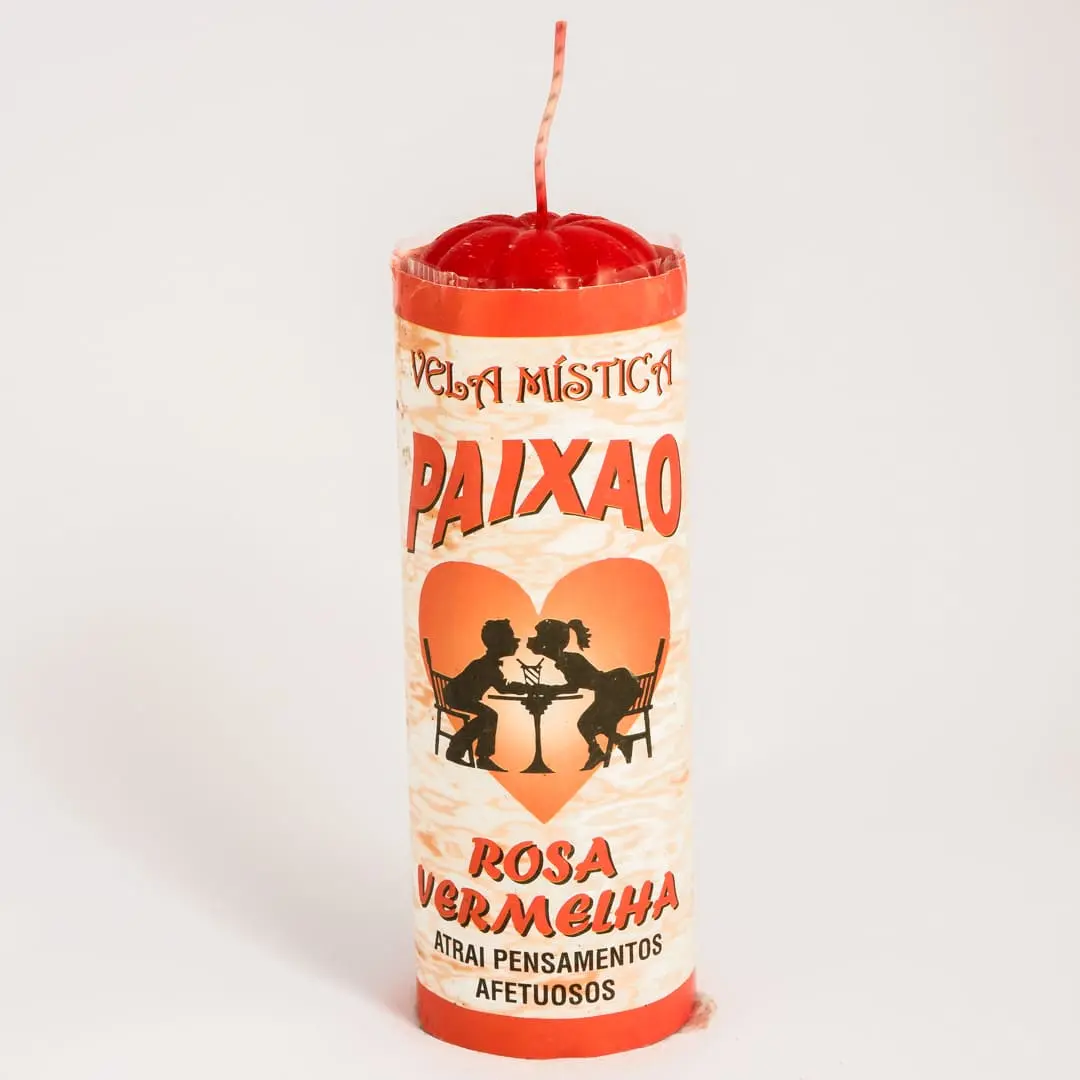 VELA MÍSTICA
PAIXAO
ROSA
VERMELHA
ATRAI PENSAMENTOS
AFETUOSOS